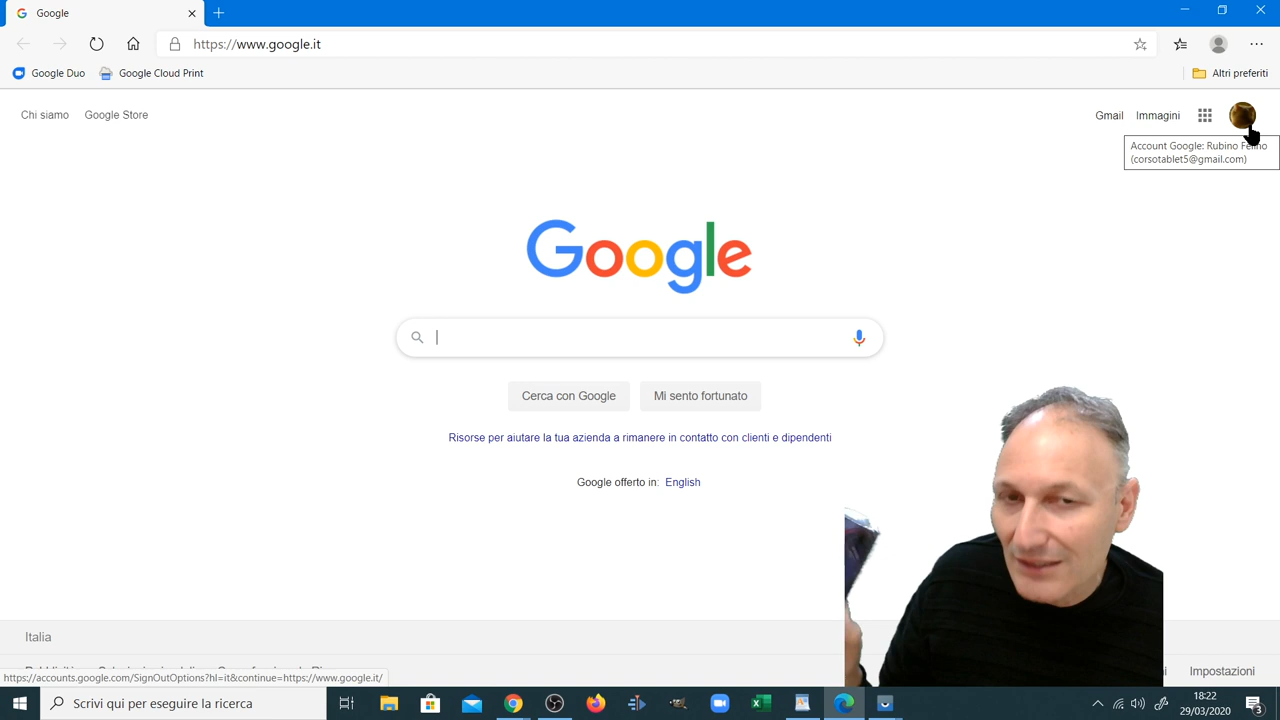 Google
https://www.google.it
Google Duo
Google Cloud Print
Altri preferiti
Chi siamo
Google Store
Gmail
Immagini
Account Google: Rubino Felino
(corsotablet5@gmail.com)
Google
Cerca con Google
Mi sento fortunato
Risorse per aiutare la tua azienda a rimanere in contatto con clienti e dipendenti
Google offerto in: English
Italia
Impostazioni
https://accounts.google.com/SignOutOptions?hl=it&continue=https://www.google.it/
Scrivi qui per eseguire la ricerca
18:22
29/03/2020
3